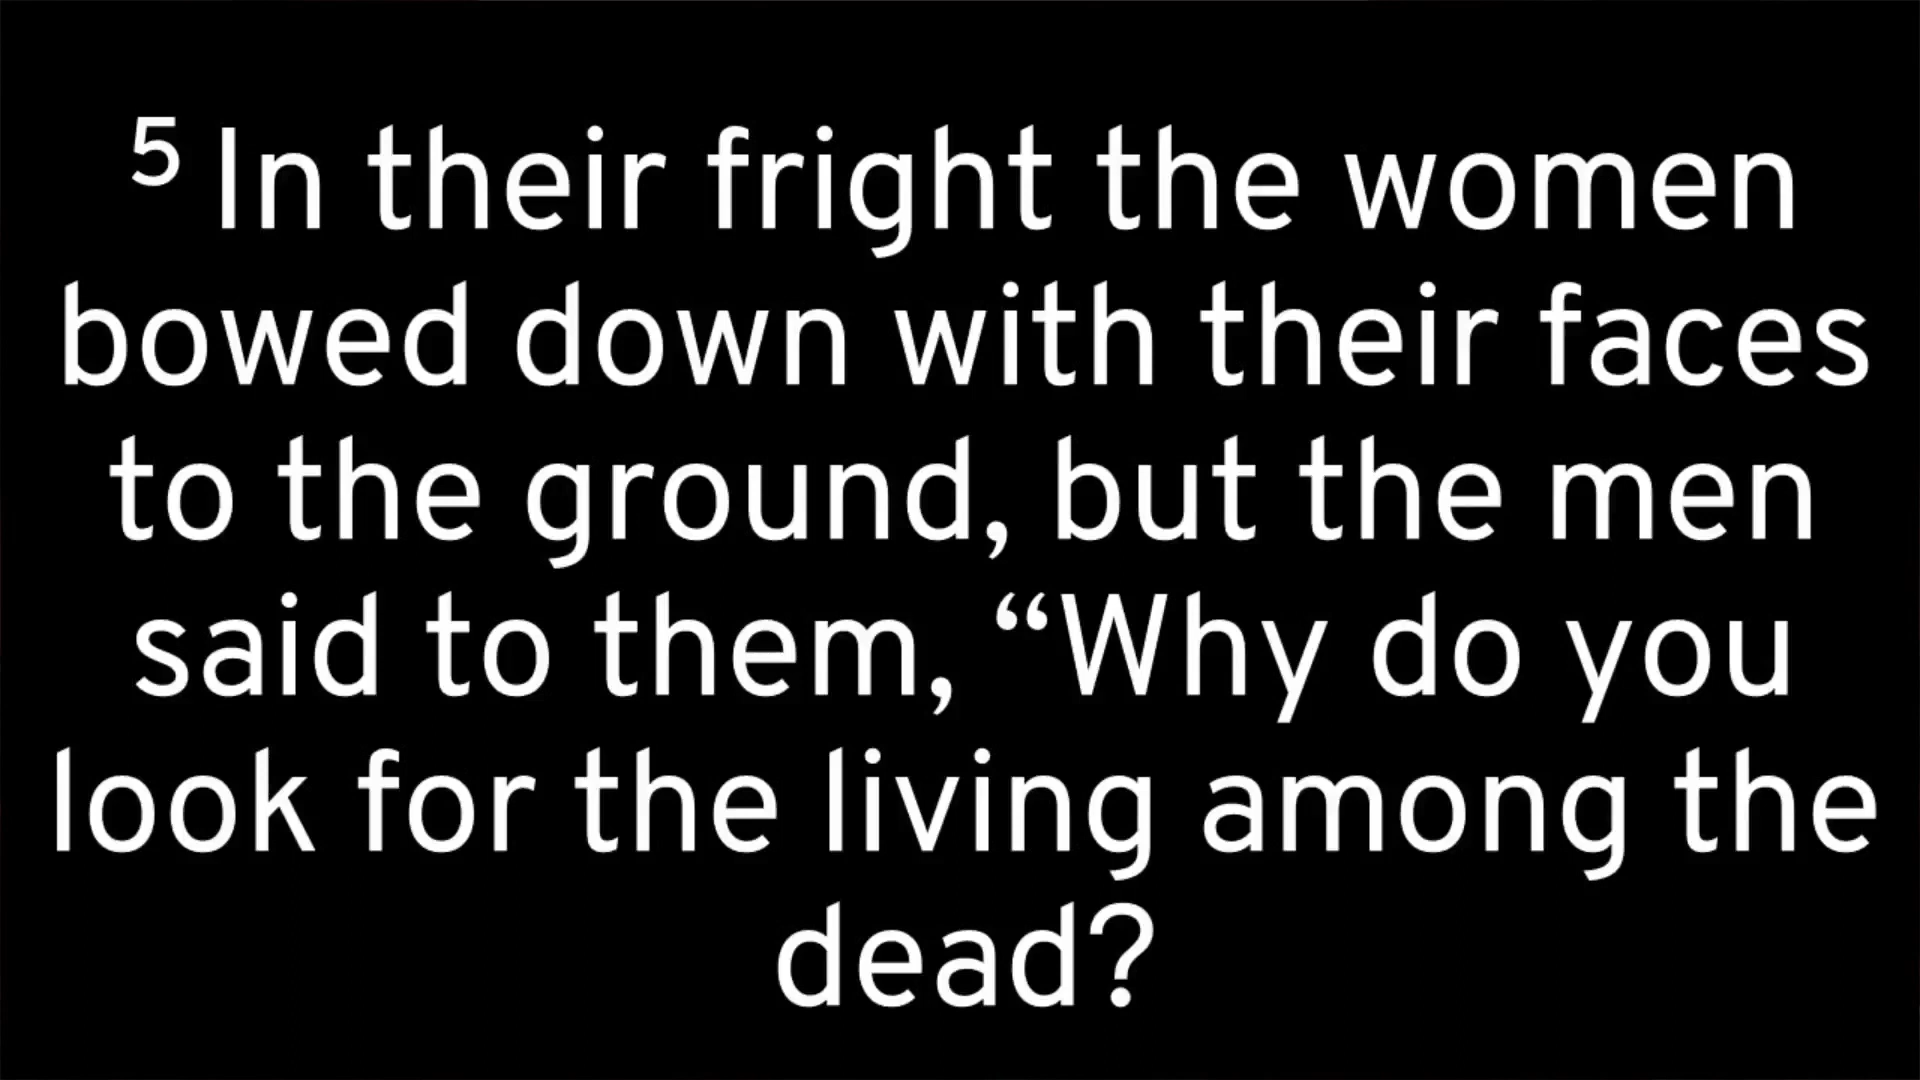 5 In their fright the women
bowed down with their faces
to the ground, but the men
said to them, “Why do you
look for the living among the
dead?